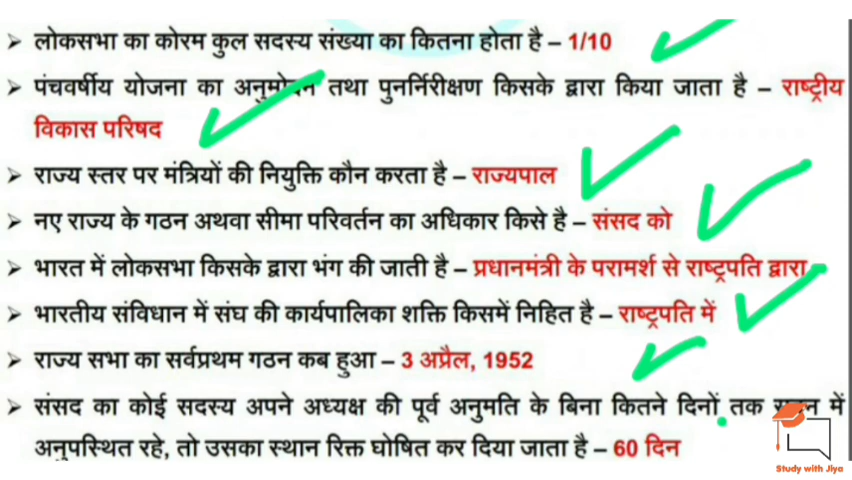 ➢ लोकसभा का कोरम कुल सदस्य संख्या का कितना होता है – 1/10
➢ पंचवर्षीय योजना का अनुमोदन तथा पुनर्निरीक्षण किसके द्वारा किया जाता है – राष्ट्रीय
विकास परिषद
➢ राज्य स्तर पर मंत्रियों की नियुक्ति कौन करता है – राज्यपाल
➢ नए राज्य के गठन अथवा सीमा परिवर्तन का अधिकार किसे है – संसद को
➢ भारत में लोकसभा किसके द्वारा भंग की जाती है – प्रधानमंत्री के परामर्श से राष्ट्रपति द्वारा
➢ भारतीय संविधान में संघ की कार्यपालिका शक्ति किसमें निहित है – राष्ट्रपति में
➢ राज्य सभा का सर्वप्रथम गठन कब हुआ – 3 अप्रैल, 1952
➢ संसद का कोई सदस्य अपने अध्यक्ष की पूर्व अनुमति के बिना कितने दिनों तक सदन में
अनुपस्थित रहे, तो उसका स्थान रिक्त घोषित कर दिया जाता है – 60 दिन
Study with Jiya